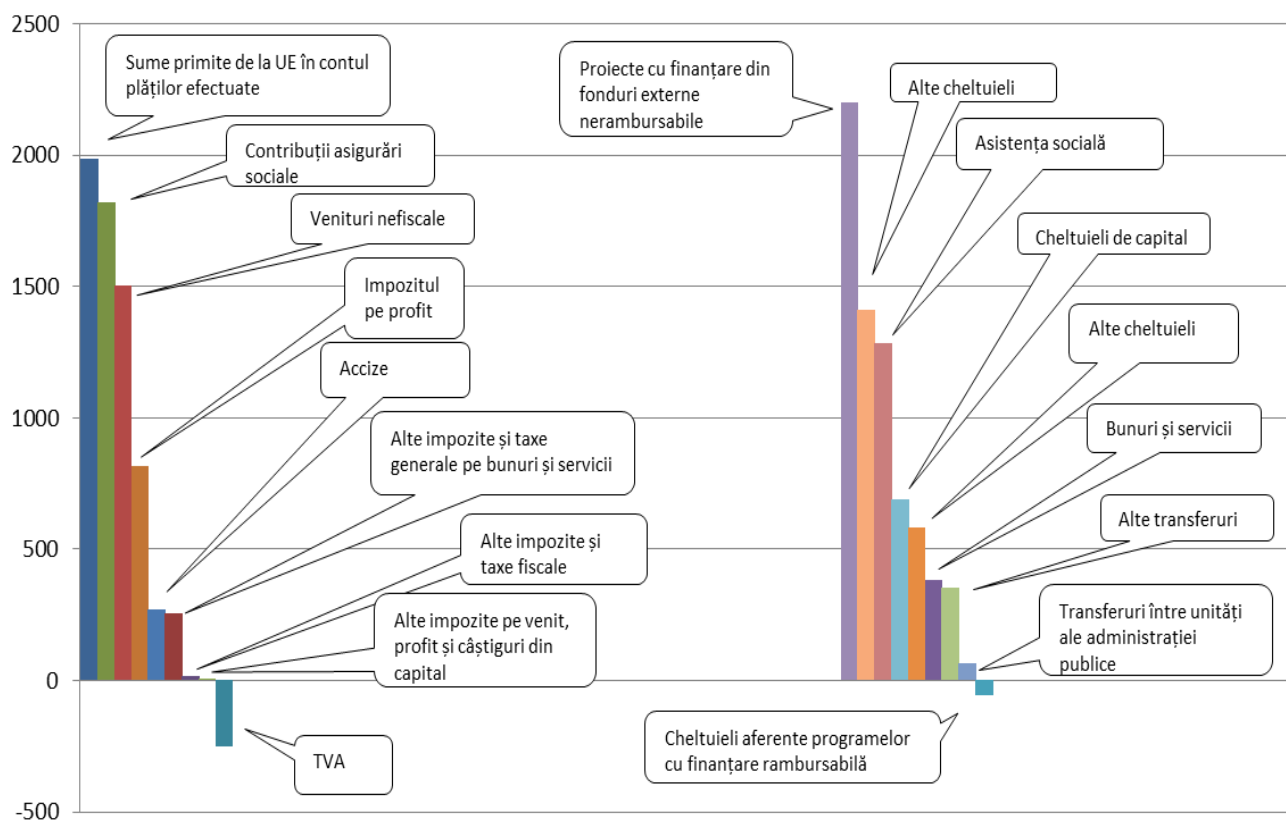 2500
2000
1500
1000
500
0
-500
Sume primite de la UE în contul
plăților efectuate
Contribuții asigurări
sociale
Venituri nefiscale
Impozitul
pe profit
Accize
Alte impozite și taxe
generale pe bunuri și servicii
Alte impozite și
taxe fiscale
Alte impozite pe venit,
profit și câștiguri din
capital
TVA
Proiecte cu finanțare din
fonduri externe
nerambursabile
Alte cheltuieli
Asistența socială
Cheltuieli de capital
Alte cheltuieli
Bunuri și servicii
Alte transferuri
Transferuri între unități
ale administrației
publice
Cheltuieli aferente programelor
cu finanțare rambursabilă